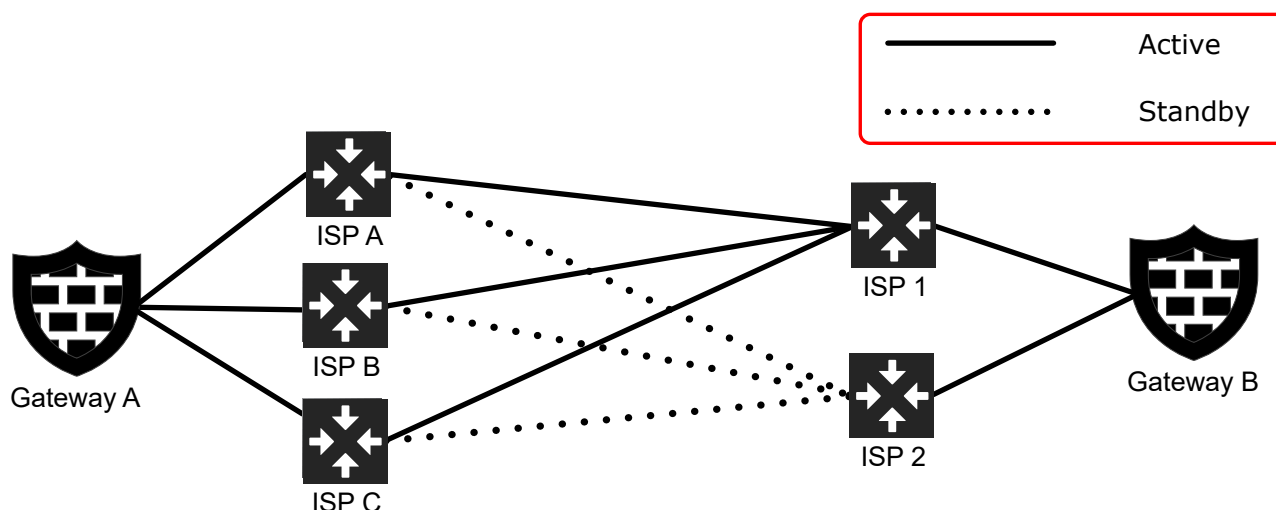 Active
Standby
ISP A
ISP 1
ISP B
Gateway A
Gateway B
ISP 2
ISP C